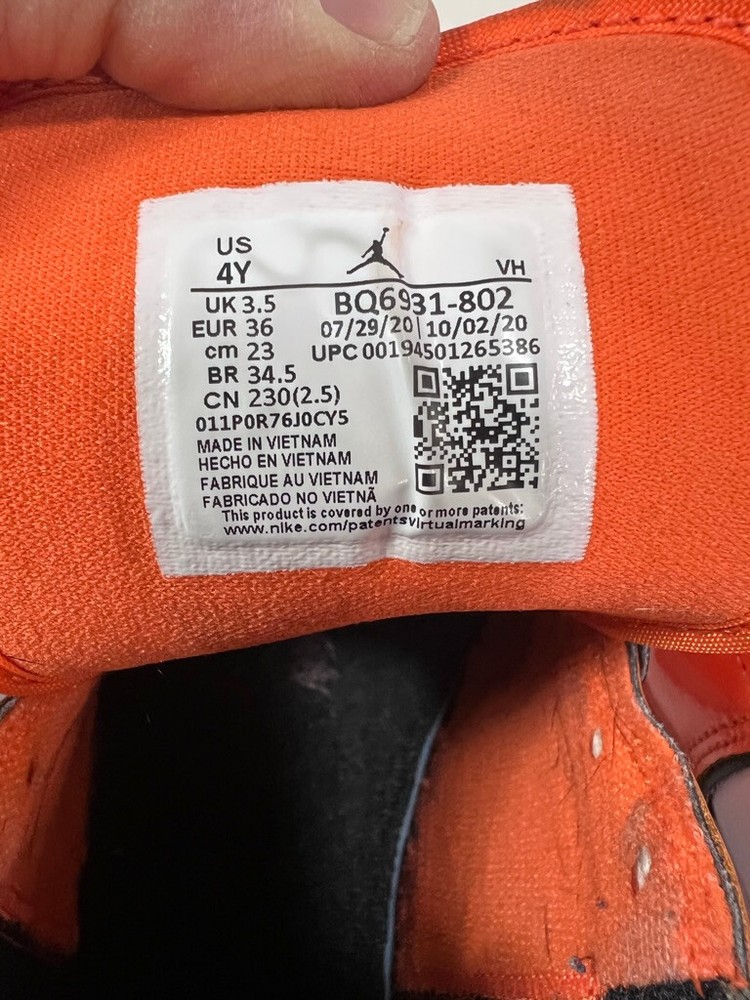 US
4Y
VH
UK 3.5
BQ6931-802
EUR 36
07/29/20 | 10/02/20
cm 23
UPC 00194501265386
BR 34.5
CN 230(2.5)
011P0R76J0CY5
MADE IN VIETNAM
HECHO EN VIETNAM
FABRIQUE AU VIETNAM
FABRICADO NO VIETNÃ
This product is covered by one or more patents:
www.nike.com/patentsvirtualmarking